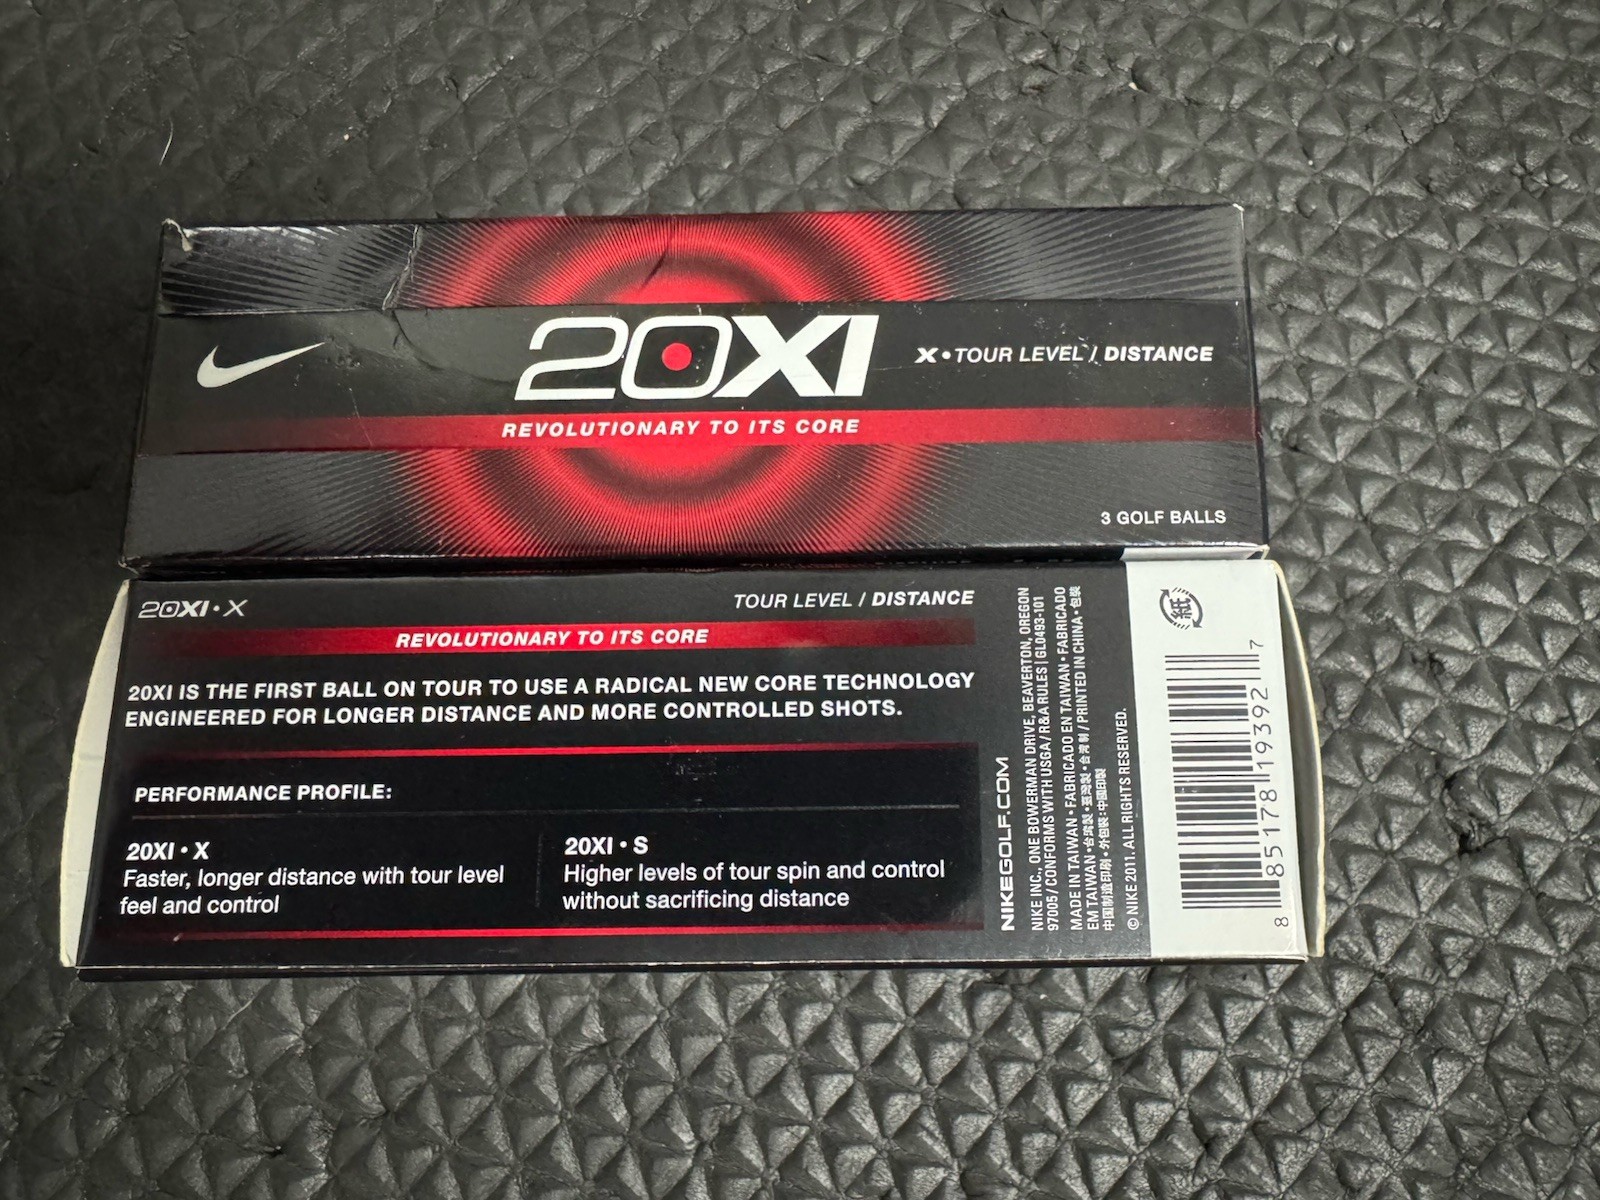 20XI
X•TOUR LEVEL / DISTANCE
REVOLUTIONARY TO ITS CORE
3 GOLF BALLS
20XI•X
TOUR LEVEL / DISTANCE
REVOLUTIONARY TO ITS CORE
20XI IS THE FIRST BALL ON TOUR TO USE A RADICAL NEW CORE TECHNOLOGY
ENGINEERED FOR LONGER DISTANCE AND MORE CONTROLLED SHOTS.
PERFORMANCE PROFILE:
20XI • X
Faster, longer distance with tour level
feel and control
20XI • S
Higher levels of tour spin and control
without sacrificing distance
NIKEGOLF.COM
NIKE INC., ONE BOWERMAN DRIVE, BEAVERTON, OREGON
97005 / CONFORMS WITH USGA / R&A RULES | GL0493-101
MADE IN TAIWAN • FABRICADO EN TAIWAN • FABRICADO
EM TAIWAN • 台灣製 • 臺灣製 • 台湾制 / PRINTED IN CHINA • 包裝
中國製造印刷 • 外包裝:中國印製
© NIKE 2011. ALL RIGHTS RESERVED.
紙
8 85178 19392 7